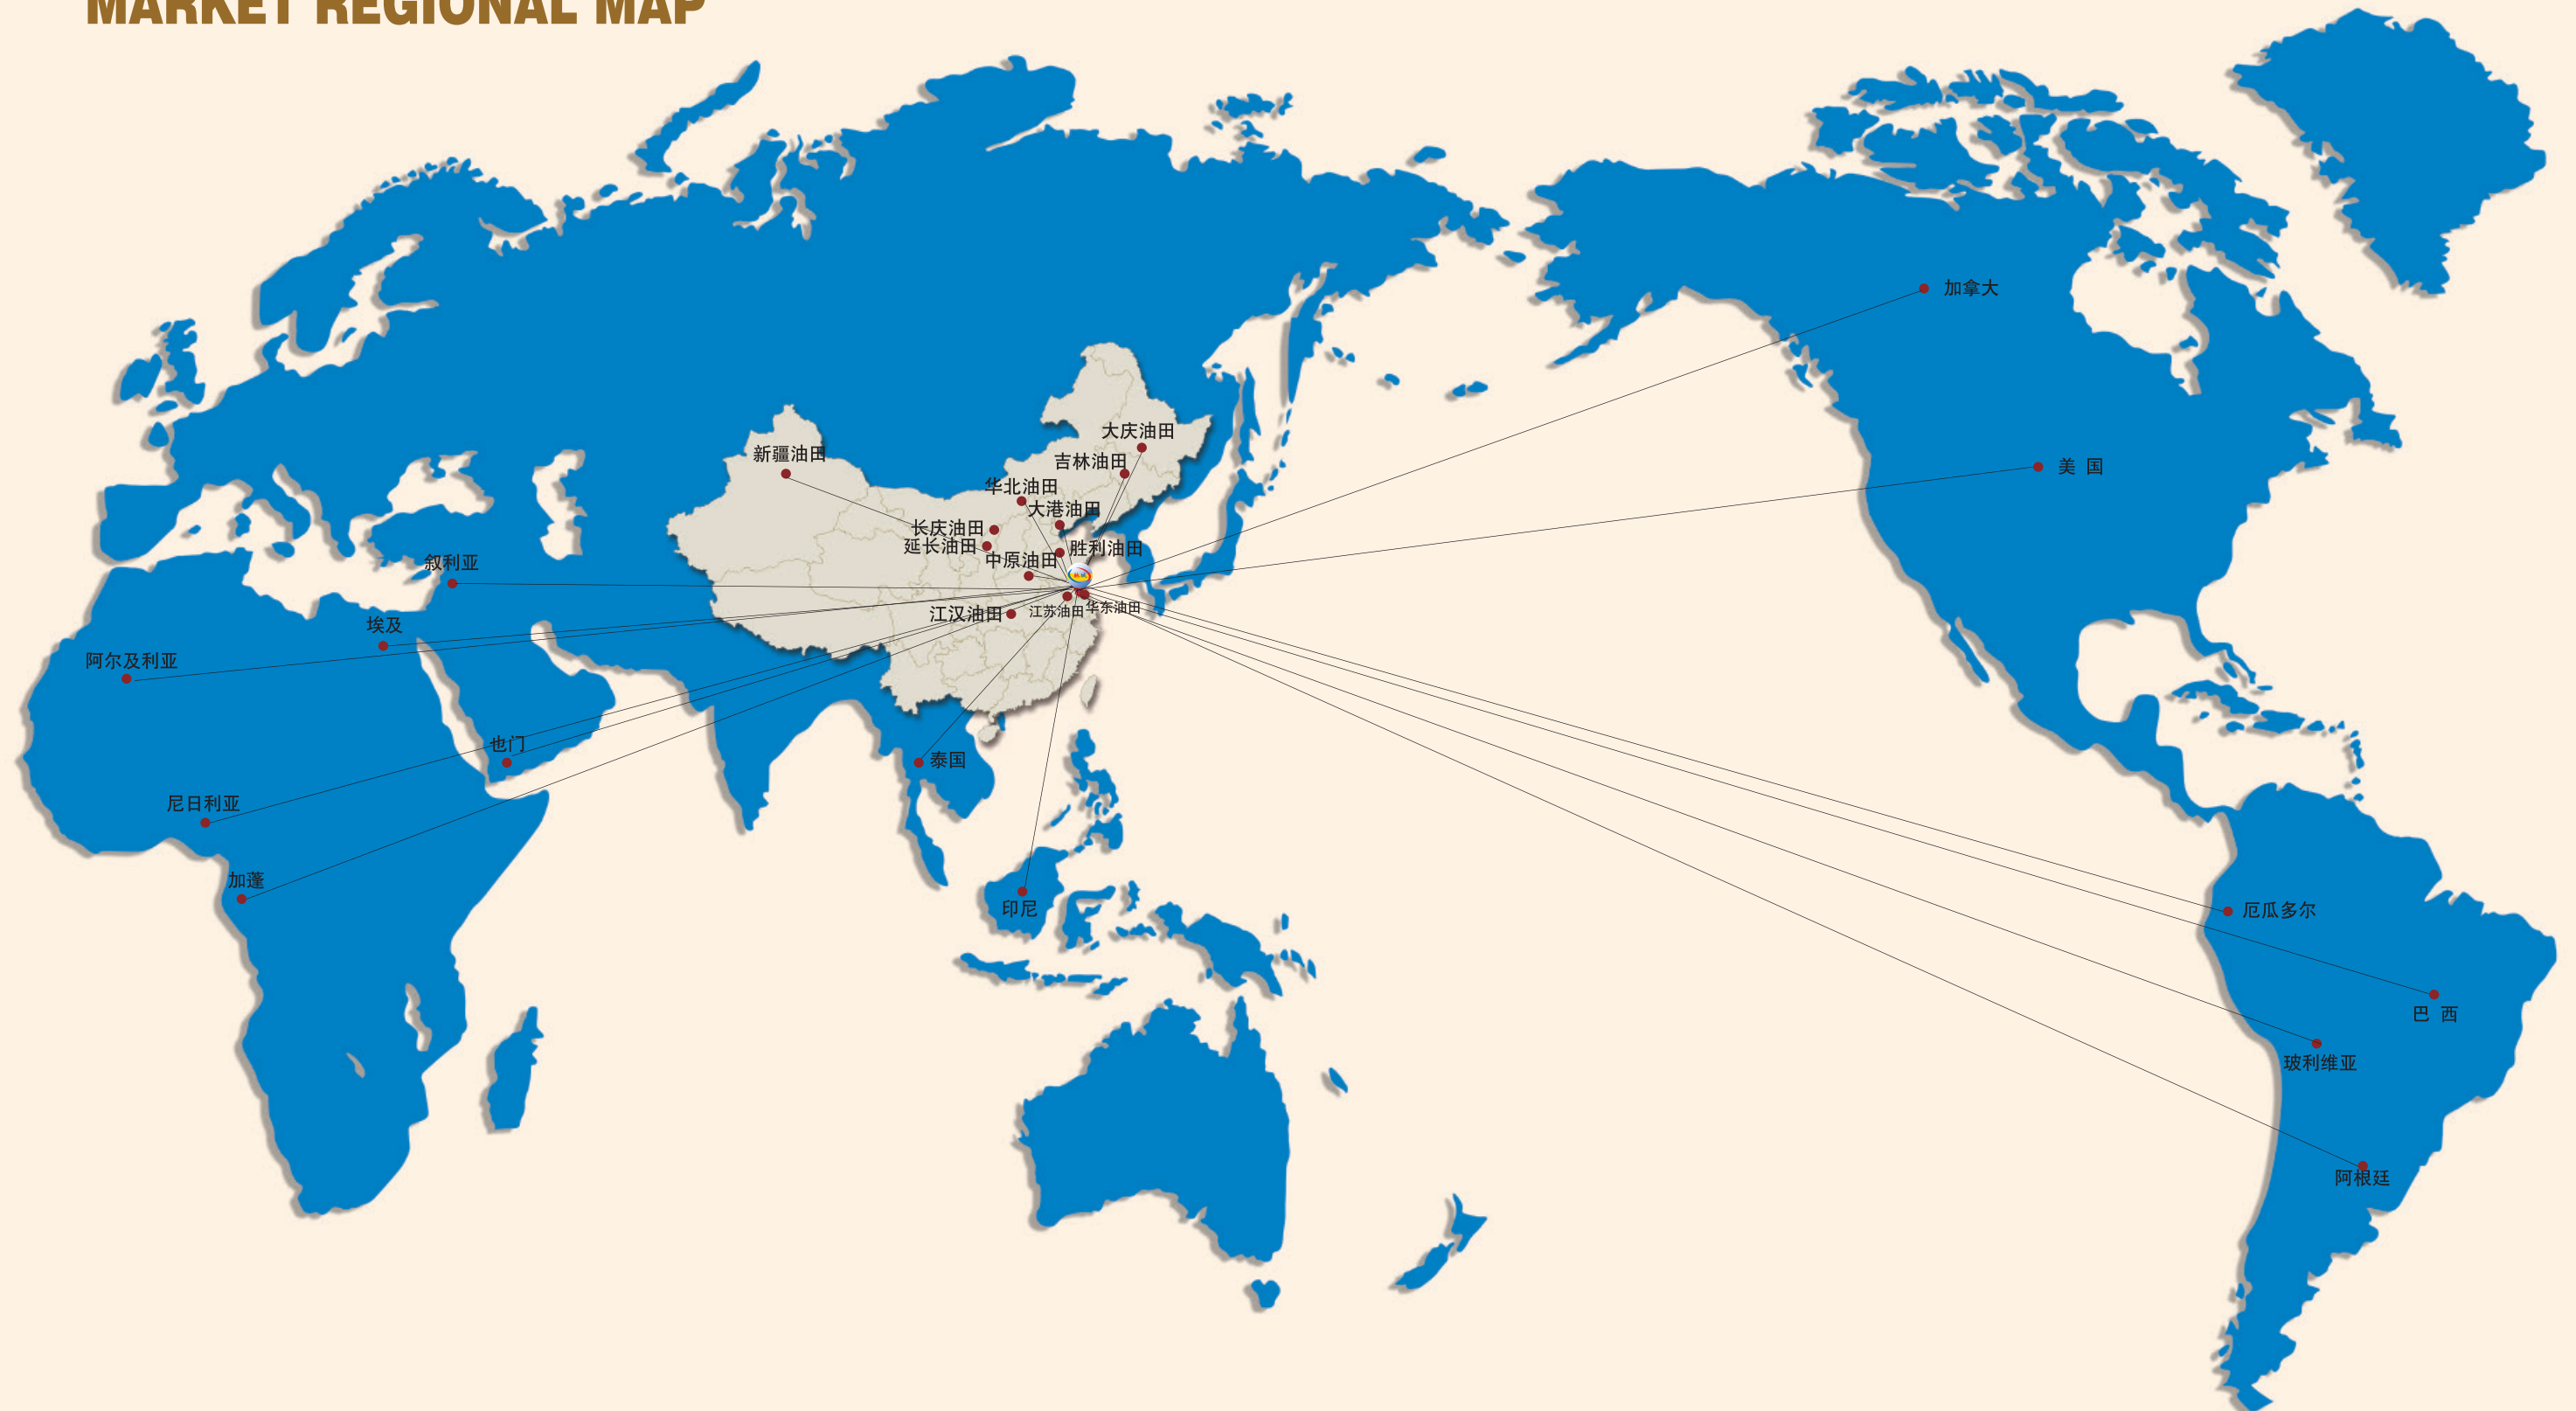 MARKET REGIONAL MAP
加拿大
大庆油田
新疆油田
吉林油田
美 国
华北油田
大港油田
长庆油田
延长油田
胜利油田
中原油田
叙利亚
江汉油田
江苏油田
华东油田
埃及
阿尔及利亚
也门
泰国
尼日利亚
加蓬
印尼
厄瓜多尔
巴 西
玻利维亚
阿根廷